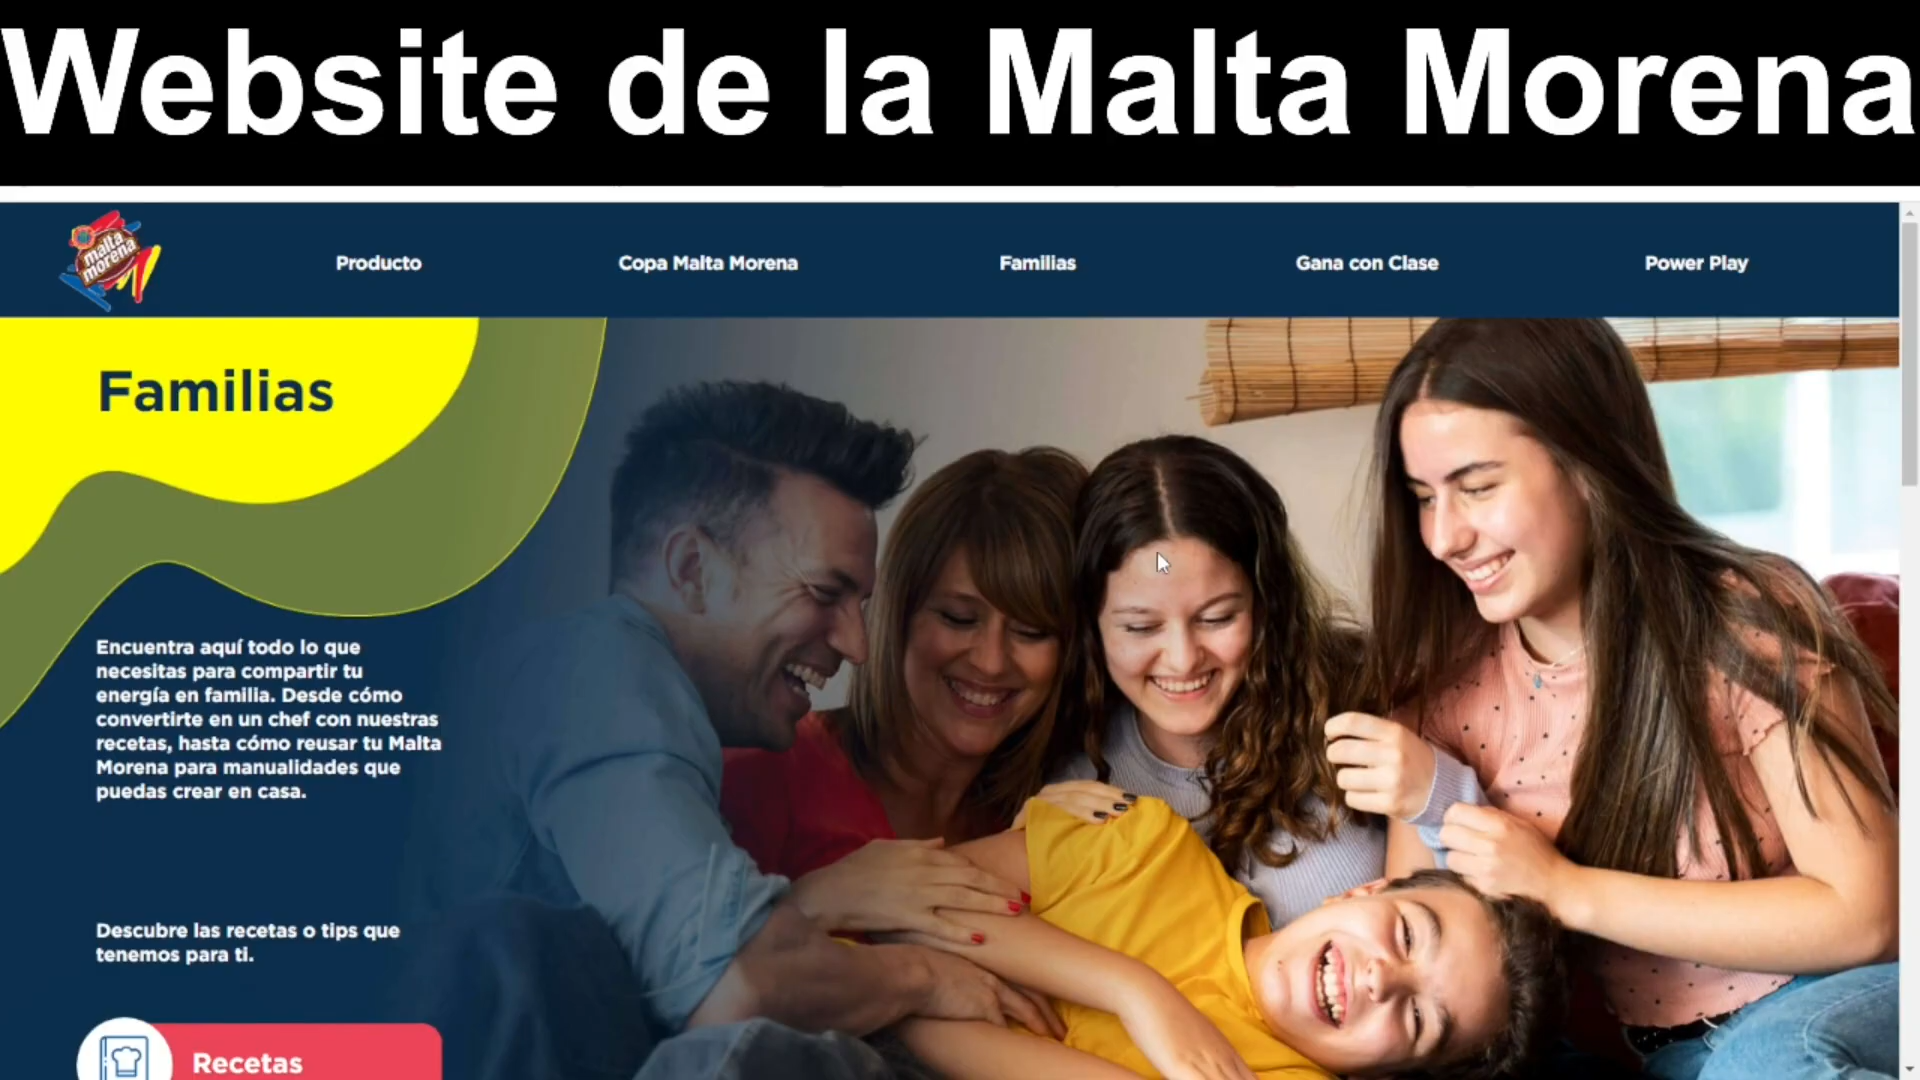 Website de la Malta Morena
malta
morena
Producto
Copa Malta Morena
Familias
Gana con Clase
Power Play
Familias
Encuentra aquí todo lo que
necesitas para compartir tu
energía en familia. Desde cómo
convertirte en un chef con nuestras
recetas, hasta cómo reusar tu Malta
Morena para manualidades que
puedas crear en casa.
Descubre las recetas o tips que
tenemos para ti.
Recetas